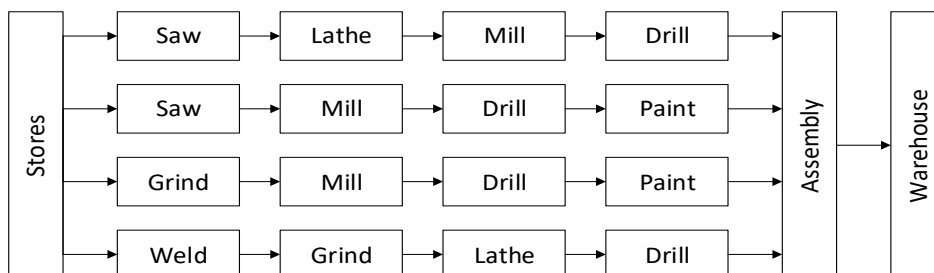 Stores
Saw
Lathe
Mill
Drill
Saw
Mill
Drill
Paint
Grind
Mill
Drill
Paint
Weld
Grind
Lathe
Drill
Assembly
Warehouse